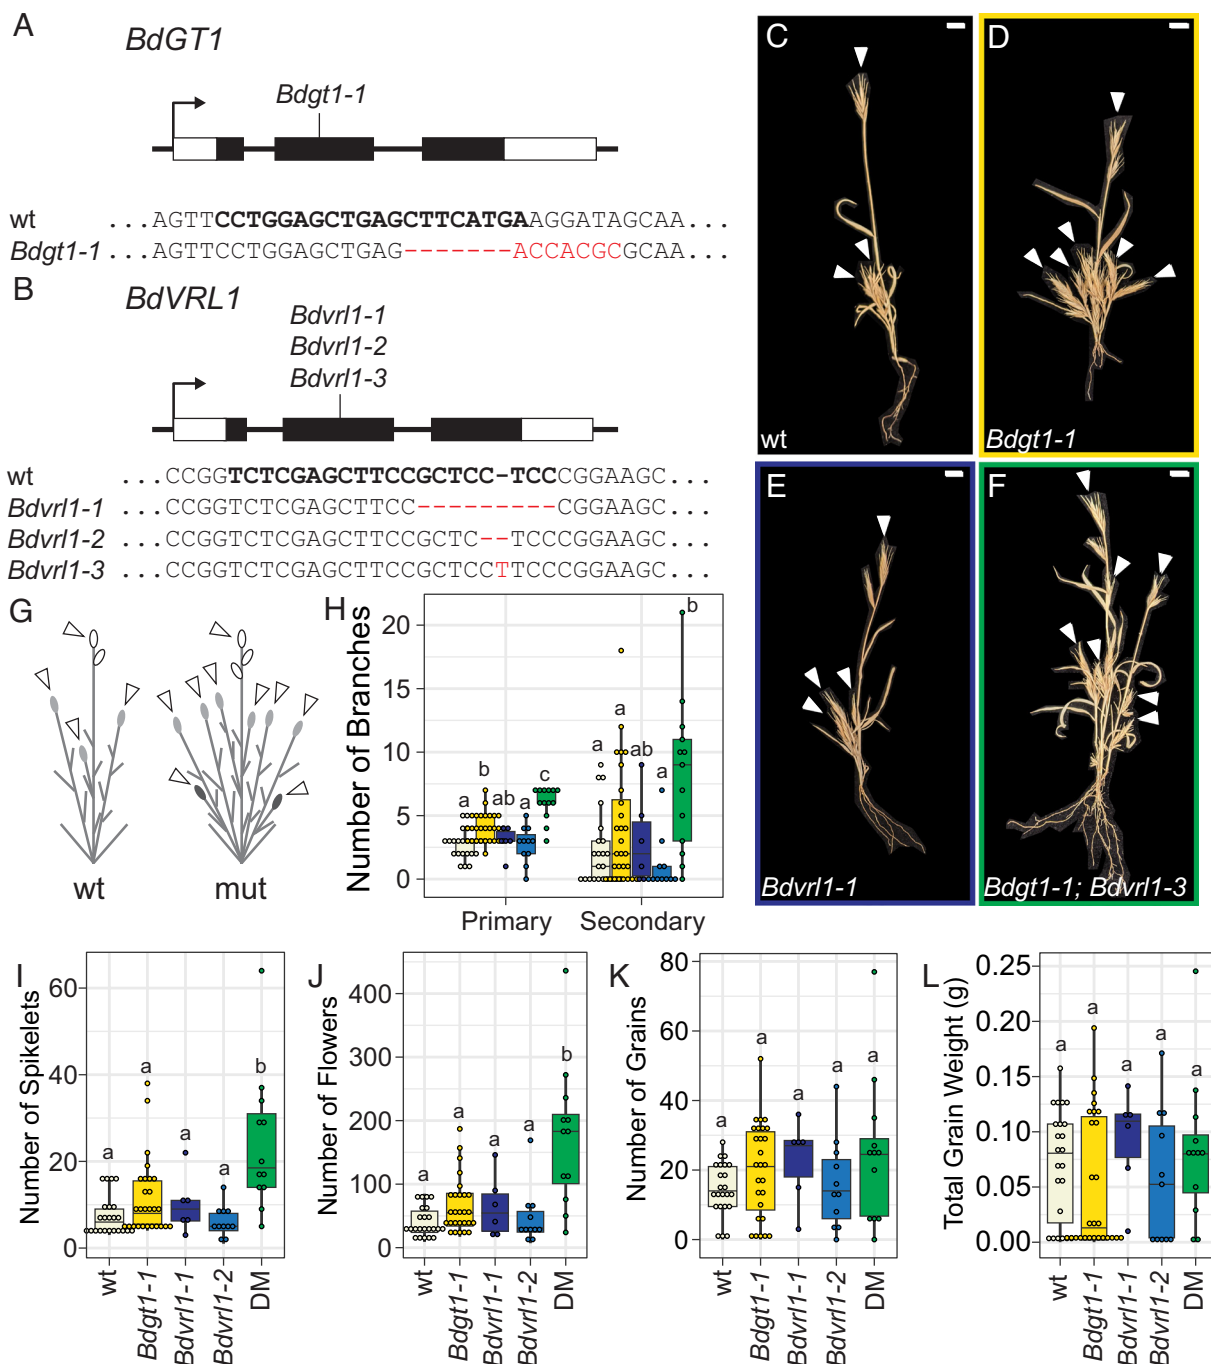 A
BdGT1
Bdgt1-1
wt ...AGTTCCTGGAGCTGAGCTTCATGAAGGATAGCAA...
Bdgt1-1 ...AGTTCCTGGAGCTGAG-------ACCACGCGCAA...
B
BdVRL1
Bdvrl1-1
Bdvrl1-2
Bdvrl1-3
wt ...CCGGTCTCGAGCTTCCGCTCC-TCCCGGAAGC...
Bdvrl1-1 ...CCGGTCTCGAGCTTCC---------CGGAAGC...
Bdvrl1-2 ...CCGGTCTCGAGCTTCCGCTC--TCCCGGAAGC...
Bdvrl1-3 ...CCGGTCTCGAGCTTCCGCTCCTTCCCGGAAGC...
C
wt
D
Bdgt1-1
E
Bdvrl1-1
F
Bdgt1-1; Bdvrl1-3
G
wt mut
H
Number of Branches
20
15
10
5
0
a b ab a c
a a ab a b
Primary Secondary
I
Number of Spikelets
60
40
20
0
a a a a b
wt Bdgt1-1 Bdvrl1-1 Bdvrl1-2 DM
J
Number of Flowers
400
300
200
100
0
a a a a b
wt Bdgt1-1 Bdvrl1-1 Bdvrl1-2 DM
K
Number of Grains
80
60
40
20
0
a a a a a
wt Bdgt1-1 Bdvrl1-1 Bdvrl1-2 DM
L
Total Grain Weight (g)
0.25
0.20
0.15
0.10
0.05
0.00
a a a a a
wt Bdgt1-1 Bdvrl1-1 Bdvrl1-2 DM